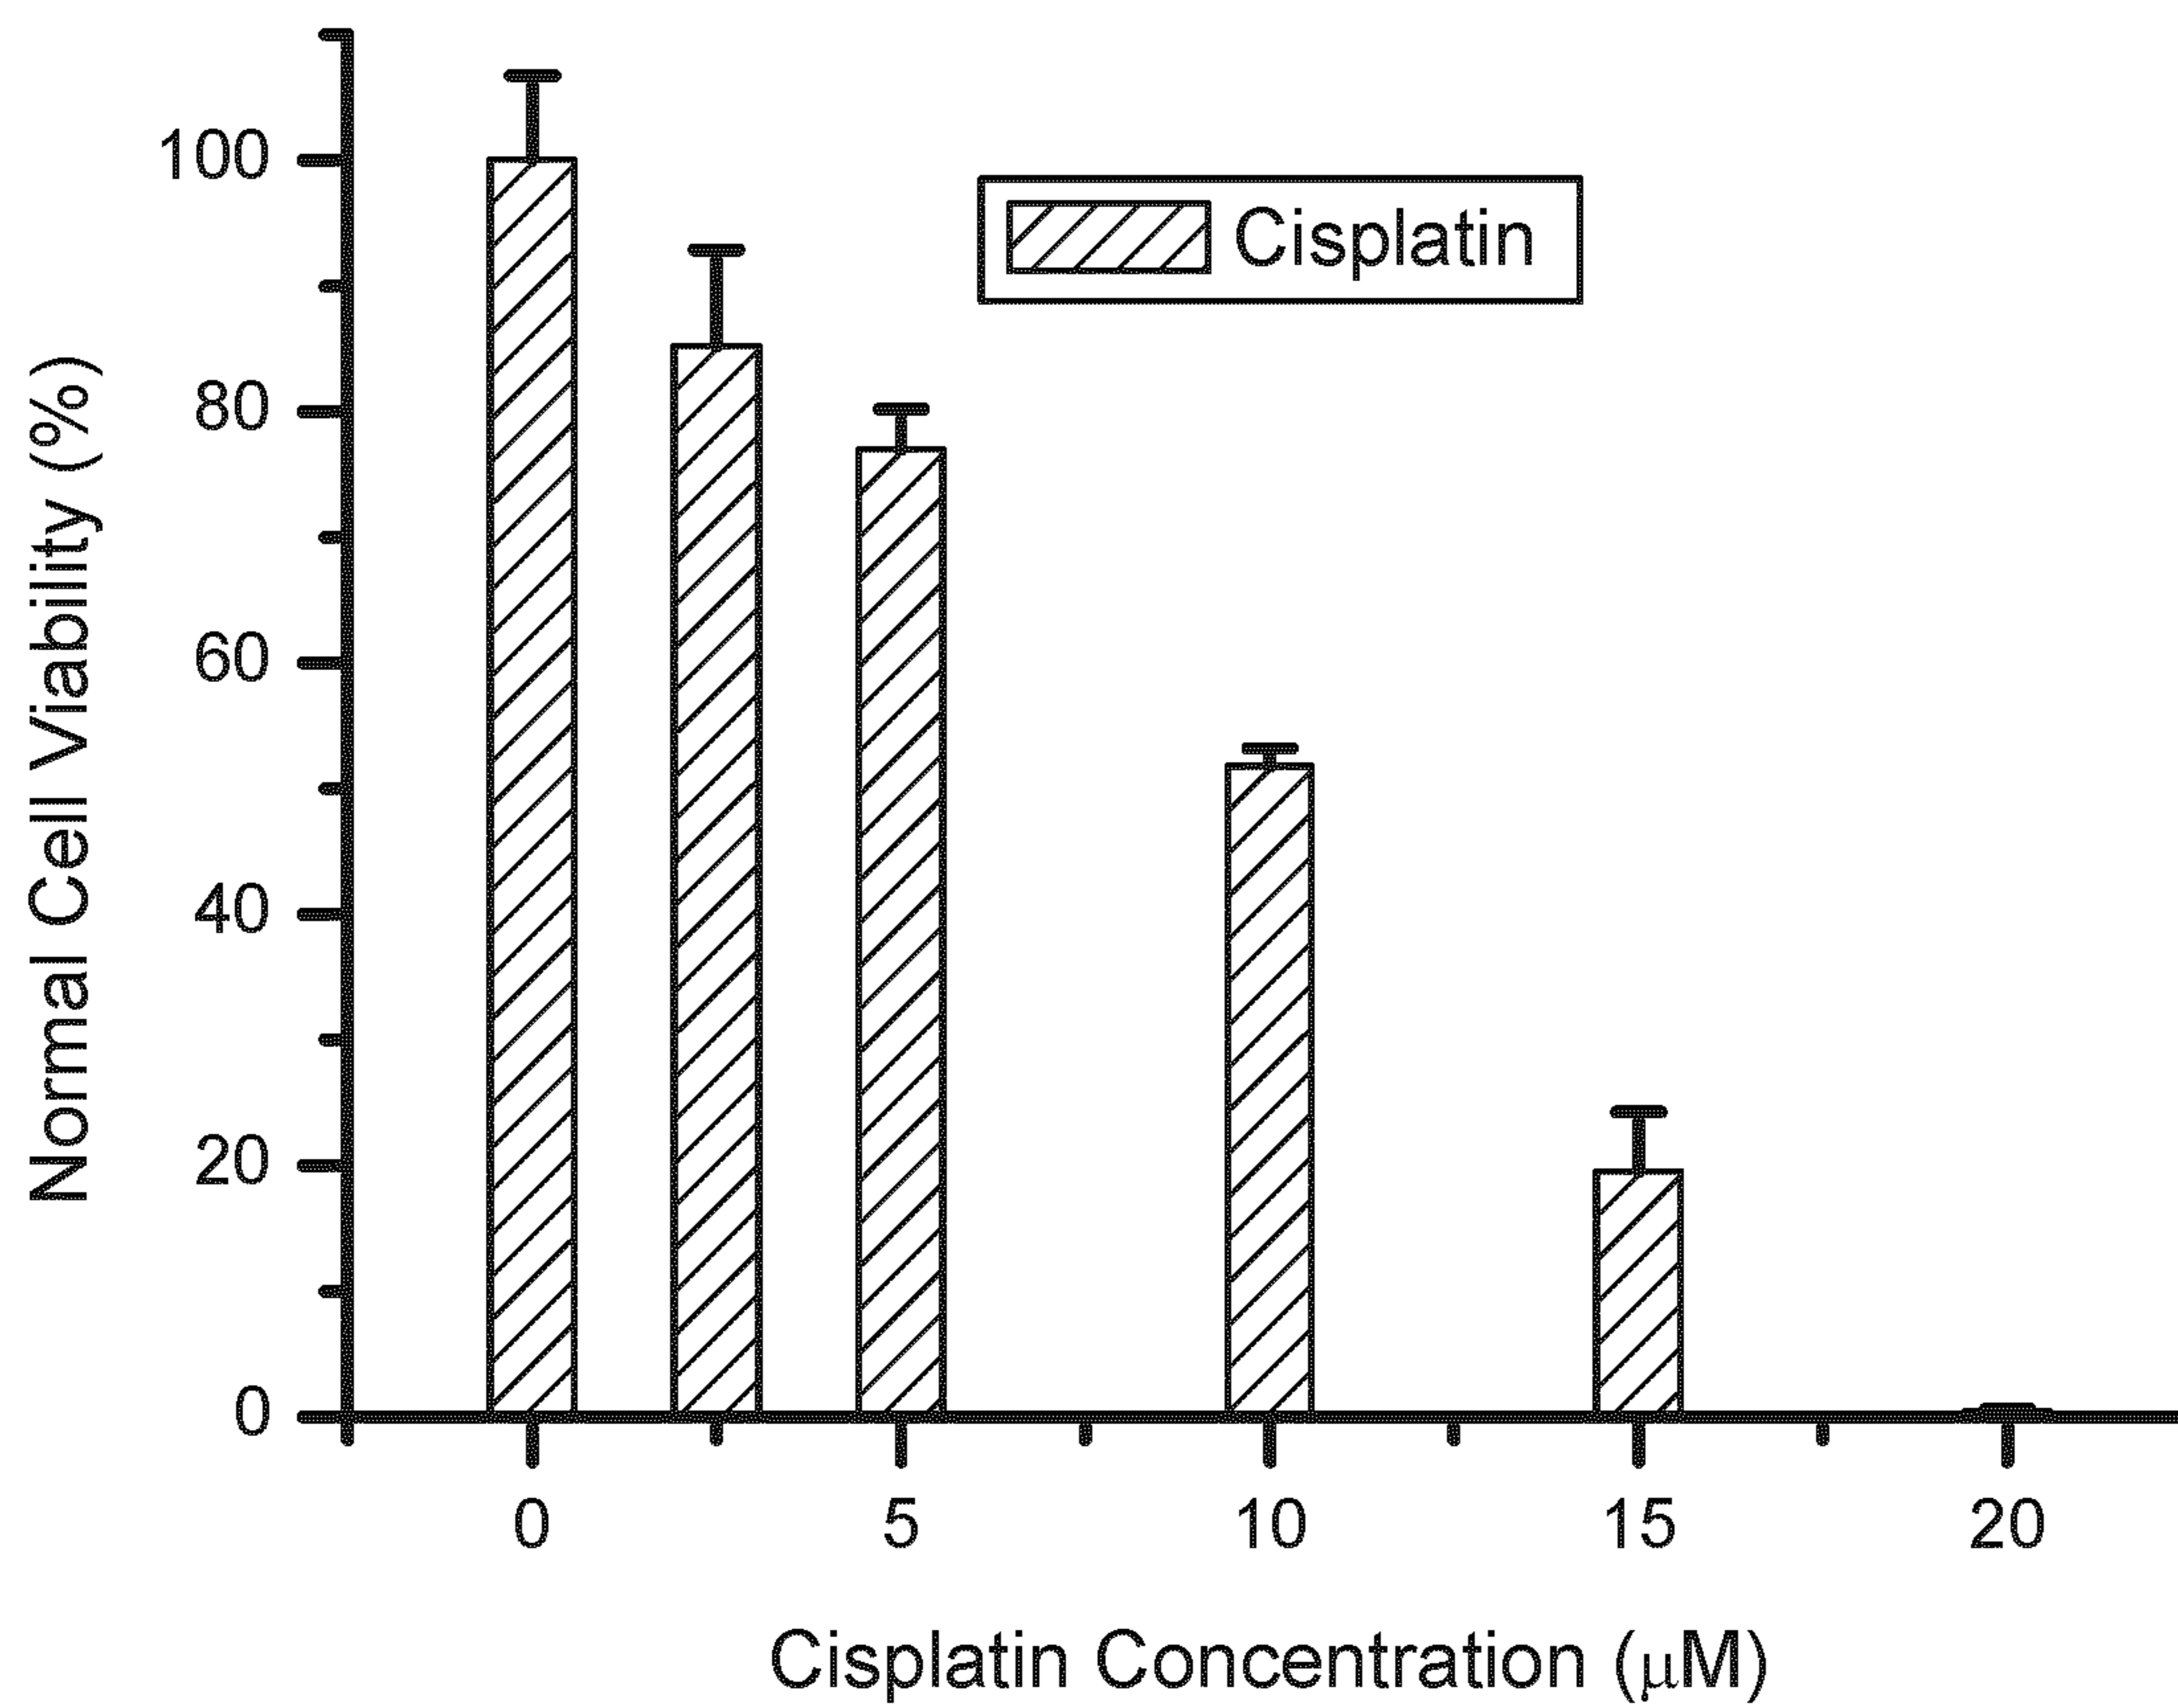 Normal Cell Viability (%)
100
80
60
40
20
0
Cisplatin
0 5 10 15 20
Cisplatin Concentration (μM)